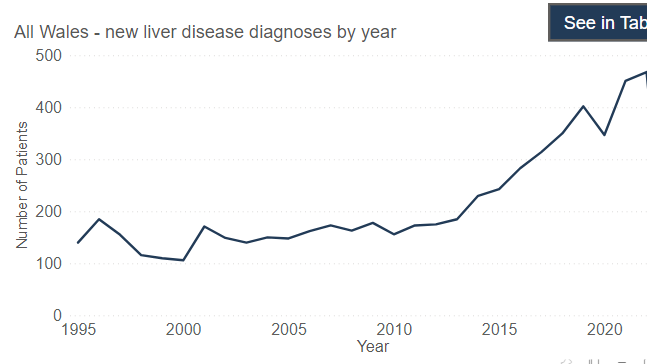 See in Tab
All Wales - new liver disease diagnoses by year
500
400
300
200
100
0
Number of Patients
1995 2000 2005 2010 2015 2020
Year